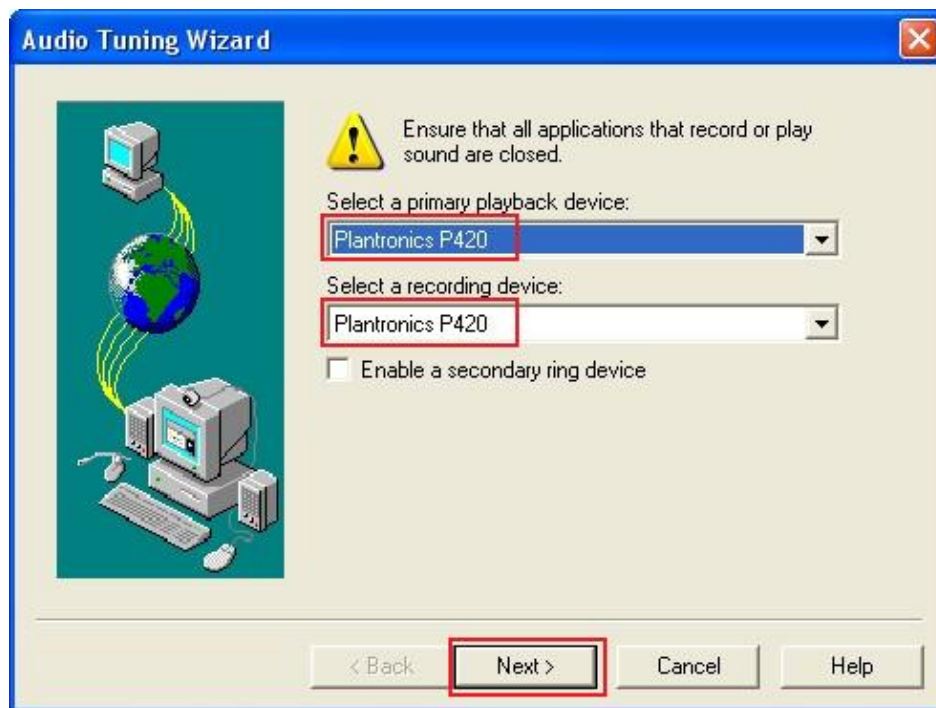 Audio Tuning Wizard
Ensure that all applications that record or play
sound are closed.
Select a primary playback device:
Plantronics P420
Select a recording device:
Plantronics P420
Enable a secondary ring device
< Back
Next >
Cancel
Help